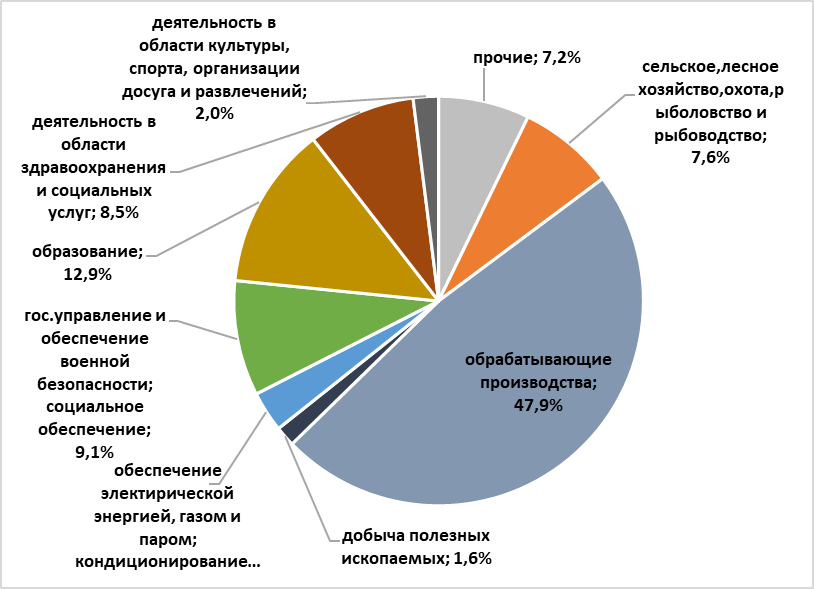 деятельность в
области культуры,
спорта, организации
досуга и развлечений;
2,0%
прочие; 7,2%
сельское,лесное
хозяйство,охота,р
ыболовство и
рыбоводство;
7,6%
деятельность в
области
здравоохранения
и социальных
услуг; 8,5%
образование;
12,9%
гос.управление и
обеспечение
военной
безопасности;
социальное
обеспечение;
9,1%
обрабатывающие
производства;
47,9%
обеспечение
электирической
энергией, газом и
паром;
кондиционирование...
добыча полезных
ископаемых; 1,6%